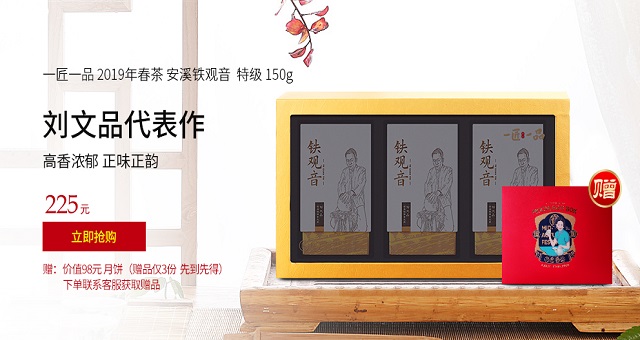 一匠一品 2019年春茶 安溪铁观音 特级 150g
刘文品代表作
高香浓郁 正味正韵
225元
立即抢购
赠：价值98元 月饼（赠品仅3份 先到先得）
下单联系客服获取赠品
铁观音
铁观音
铁观音
一匠一品
赠